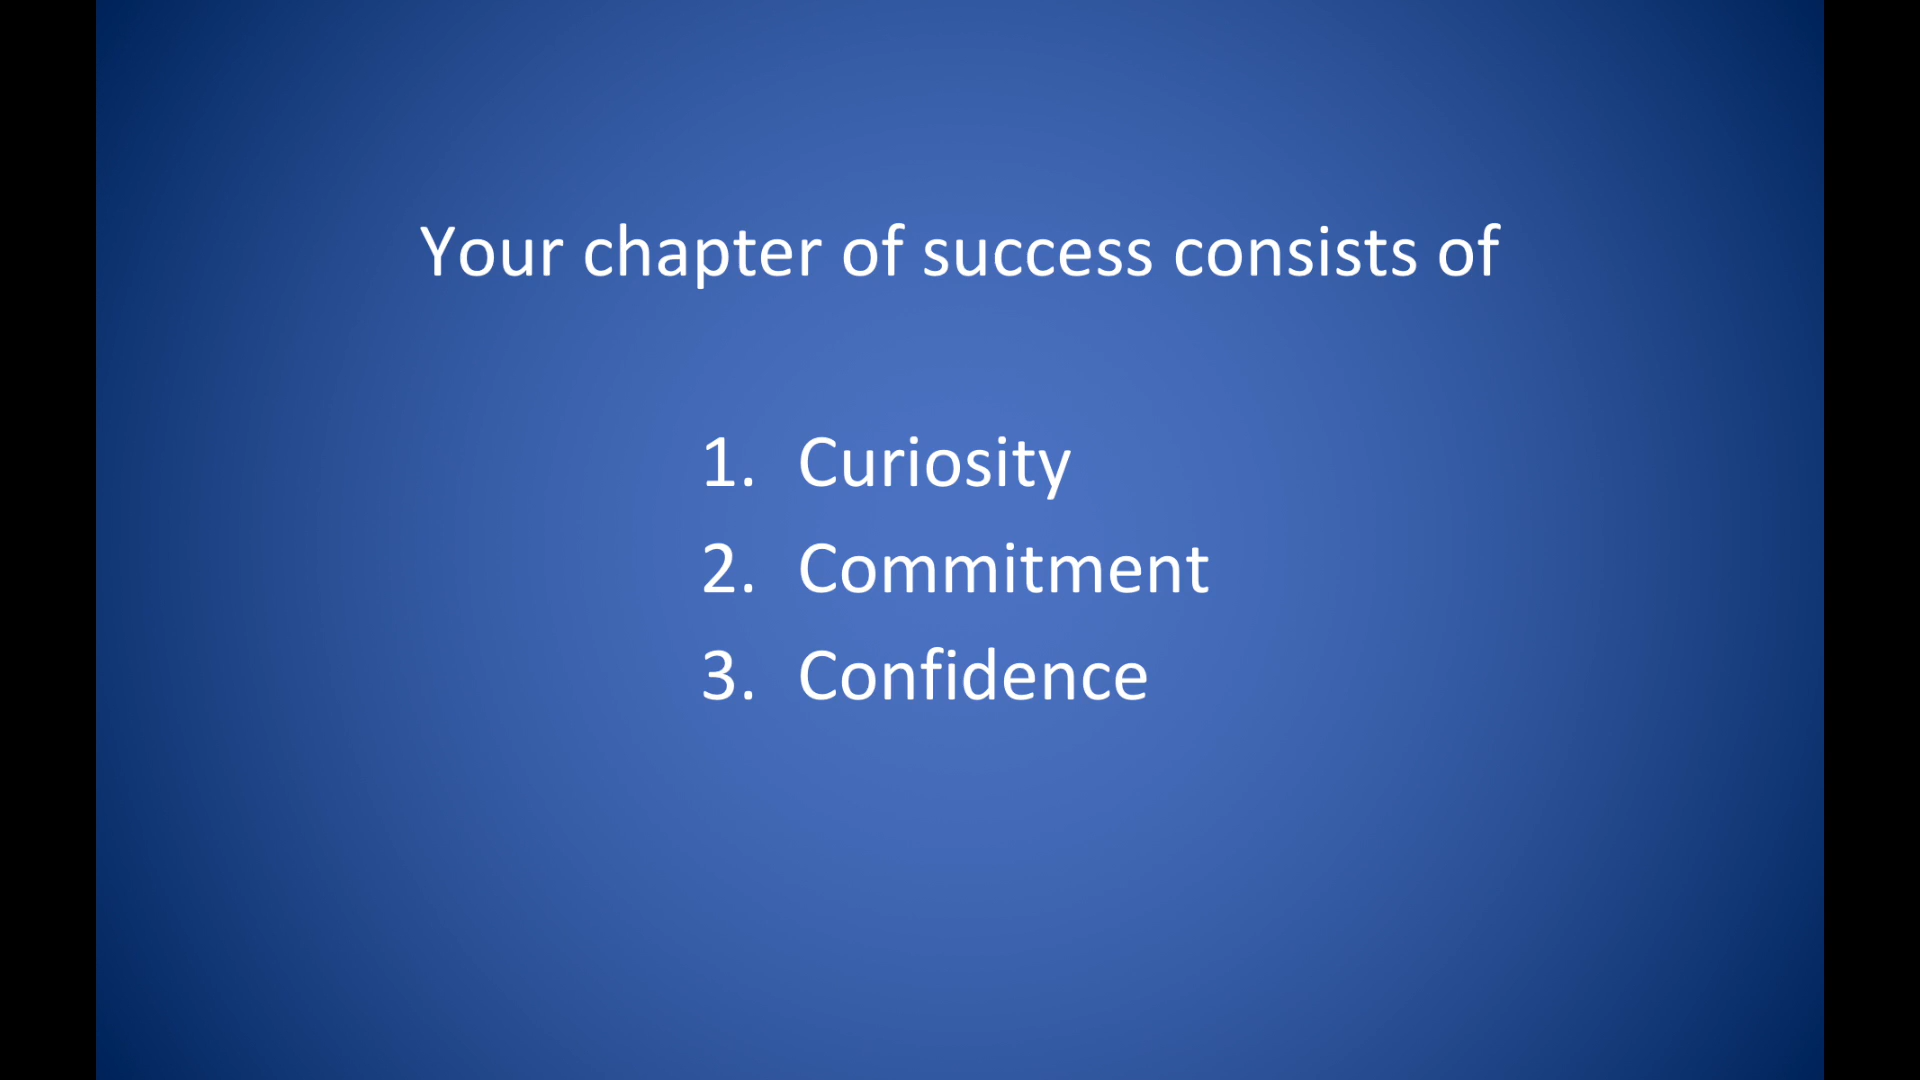 Your chapter of success consists of
1. Curiosity
2. Commitment
3. Confidence